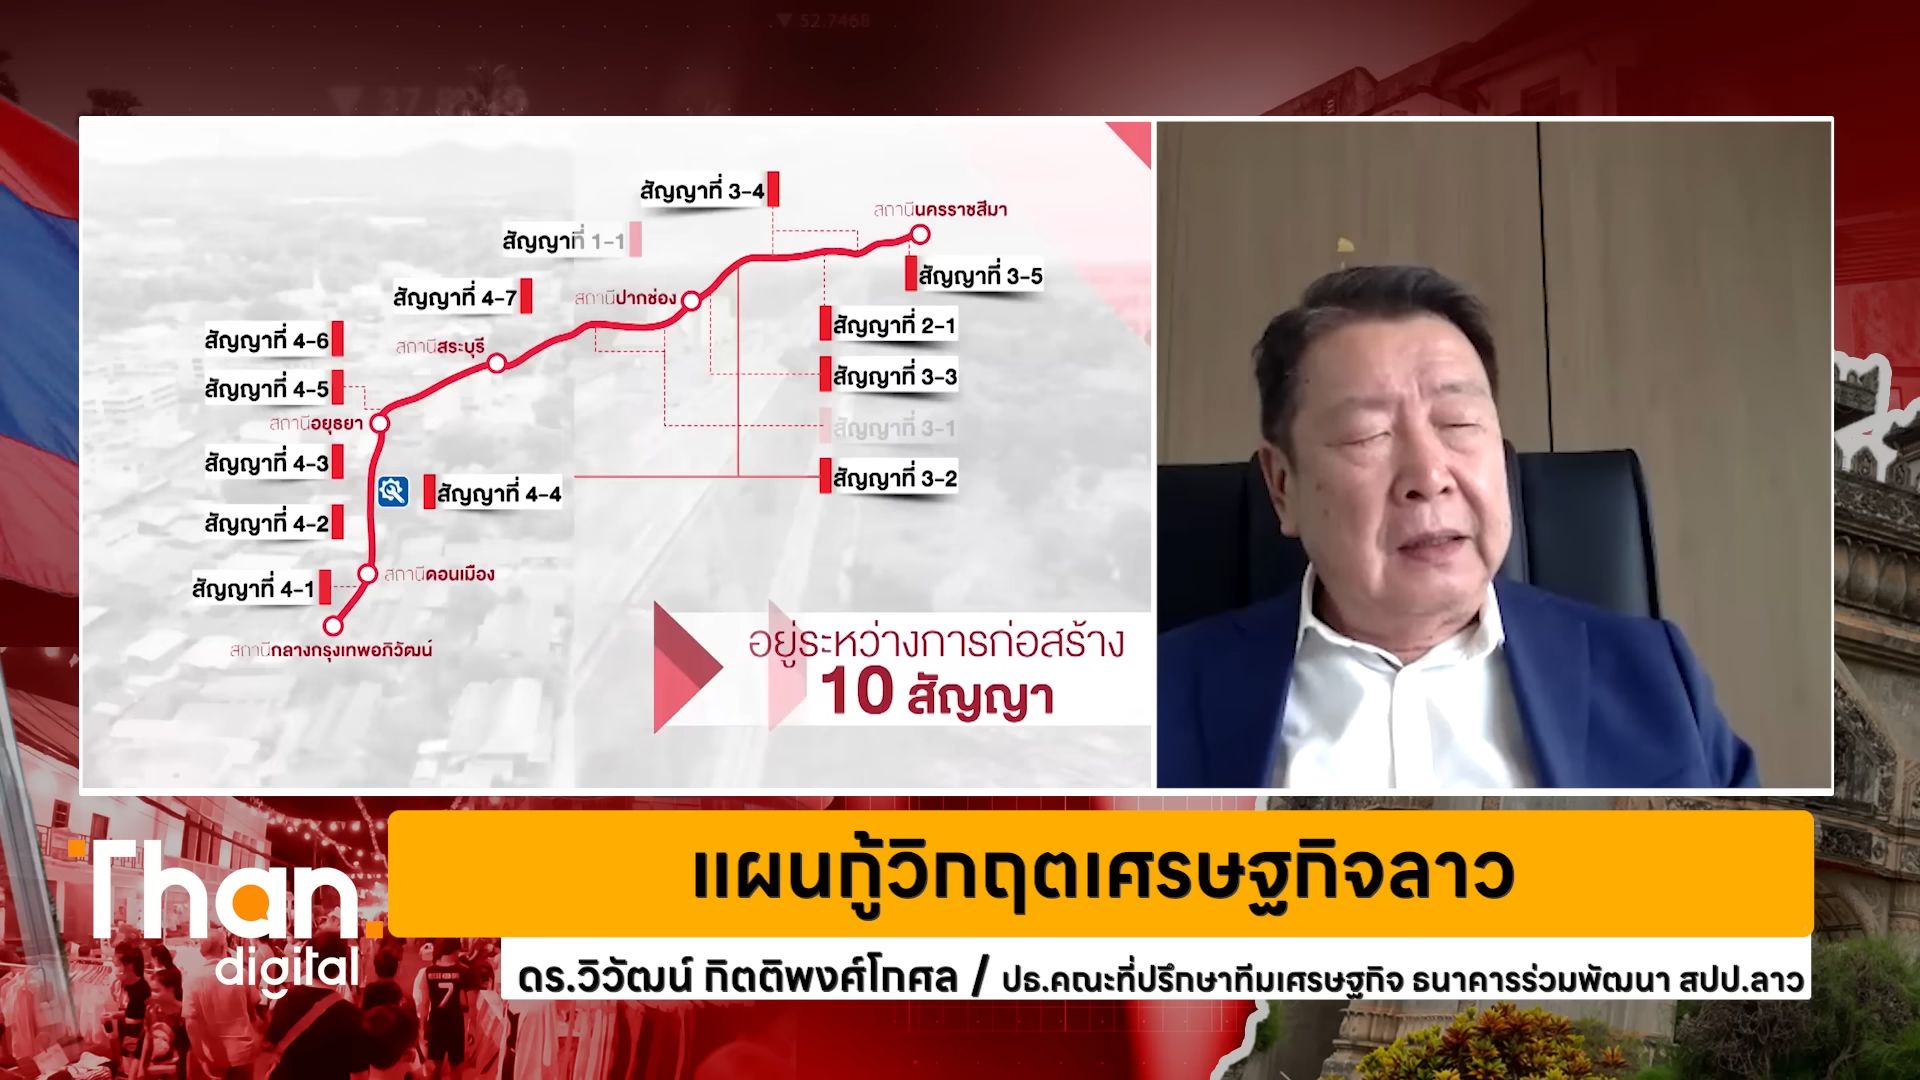 52.7468
สัญญาที่ 3-4
สถานีนครราชสีมา
สัญญาที่ 1-1
สัญญาที่ 3-5
สัญญาที่ 4-7
สถานีปากช่อง
สัญญาที่ 2-1
สัญญาที่ 4-6
สถานีสระบุรี
สัญญาที่ 3-3
สัญญาที่ 4-5
สถานีอยุธยา
สัญญาที่ 3-1
สัญญาที่ 4-3
สัญญาที่ 3-2
สัญญาที่ 4-4
สัญญาที่ 4-2
สถานีดอนเมือง
สัญญาที่ 4-1
สถานีกลางกรุงเทพอภิวัฒน์
อยู่ระหว่างการก่อสร้าง
10 สัญญา
แผนกู้วิกฤตเศรษฐกิจลาว
Than
digital
ดร.วิวัฒน์ กิตติพงศ์โกศล / ปธ.คณะที่ปรึกษาทีมเศรษฐกิจ ธนาคารร่วมพัฒนา สปป.ลาว
7